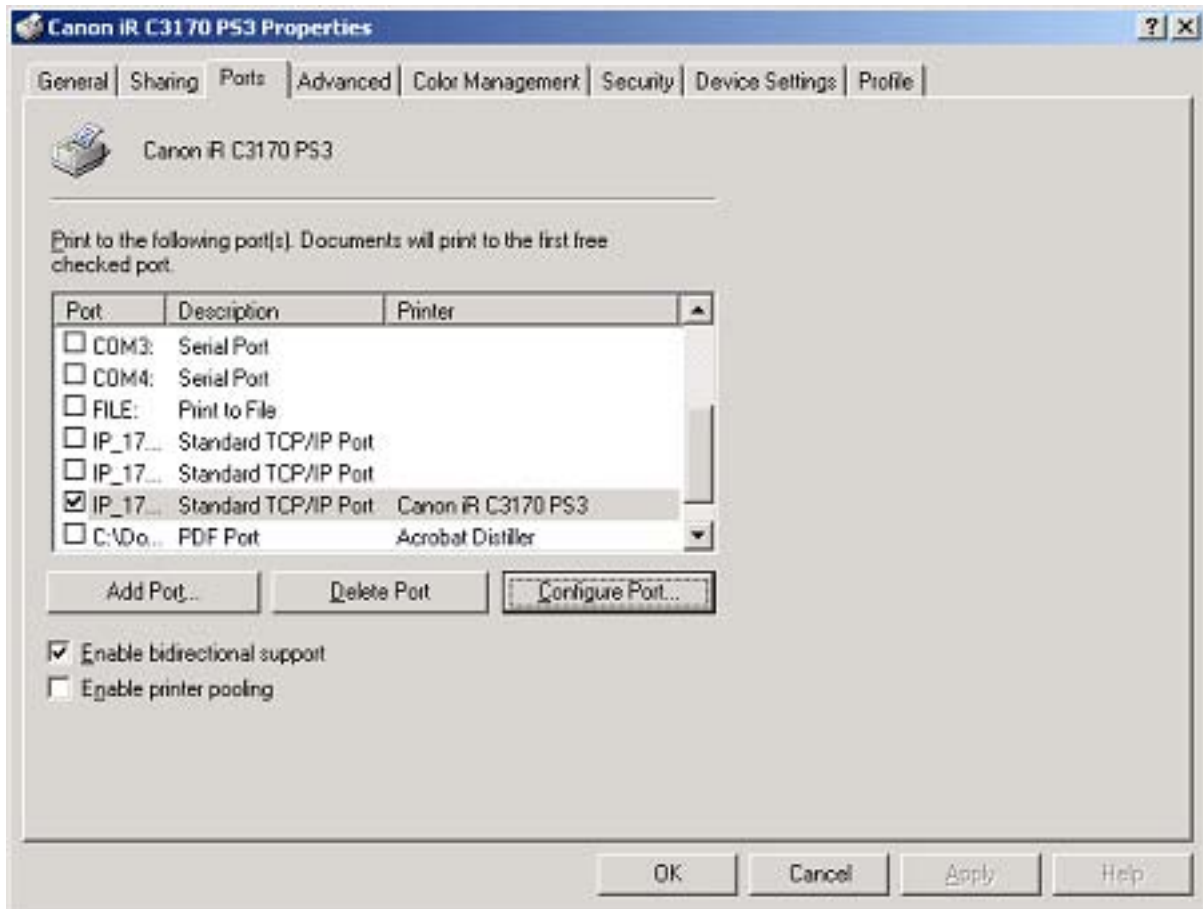 Canon iR C3170 PS3 Properties
General Sharing Ports Advanced Color Management Security Device Settings Profile
Canon iR C3170 PS3
Print to the following port(s). Documents will print to the first free
checked port.
Port Description Printer
COM3: Serial Port
COM4: Serial Port
FILE: Print to File
IP_17... Standard TCP/IP Port
IP_17... Standard TCP/IP Port
IP_17... Standard TCP/IP Port Canon iR C3170 PS3
C:\Do... PDF Port Acrobat Distiller
Add Port... Delete Port Configure Port...
Enable bidirectional support
Enable printer pooling
OK Cancel Apply Help